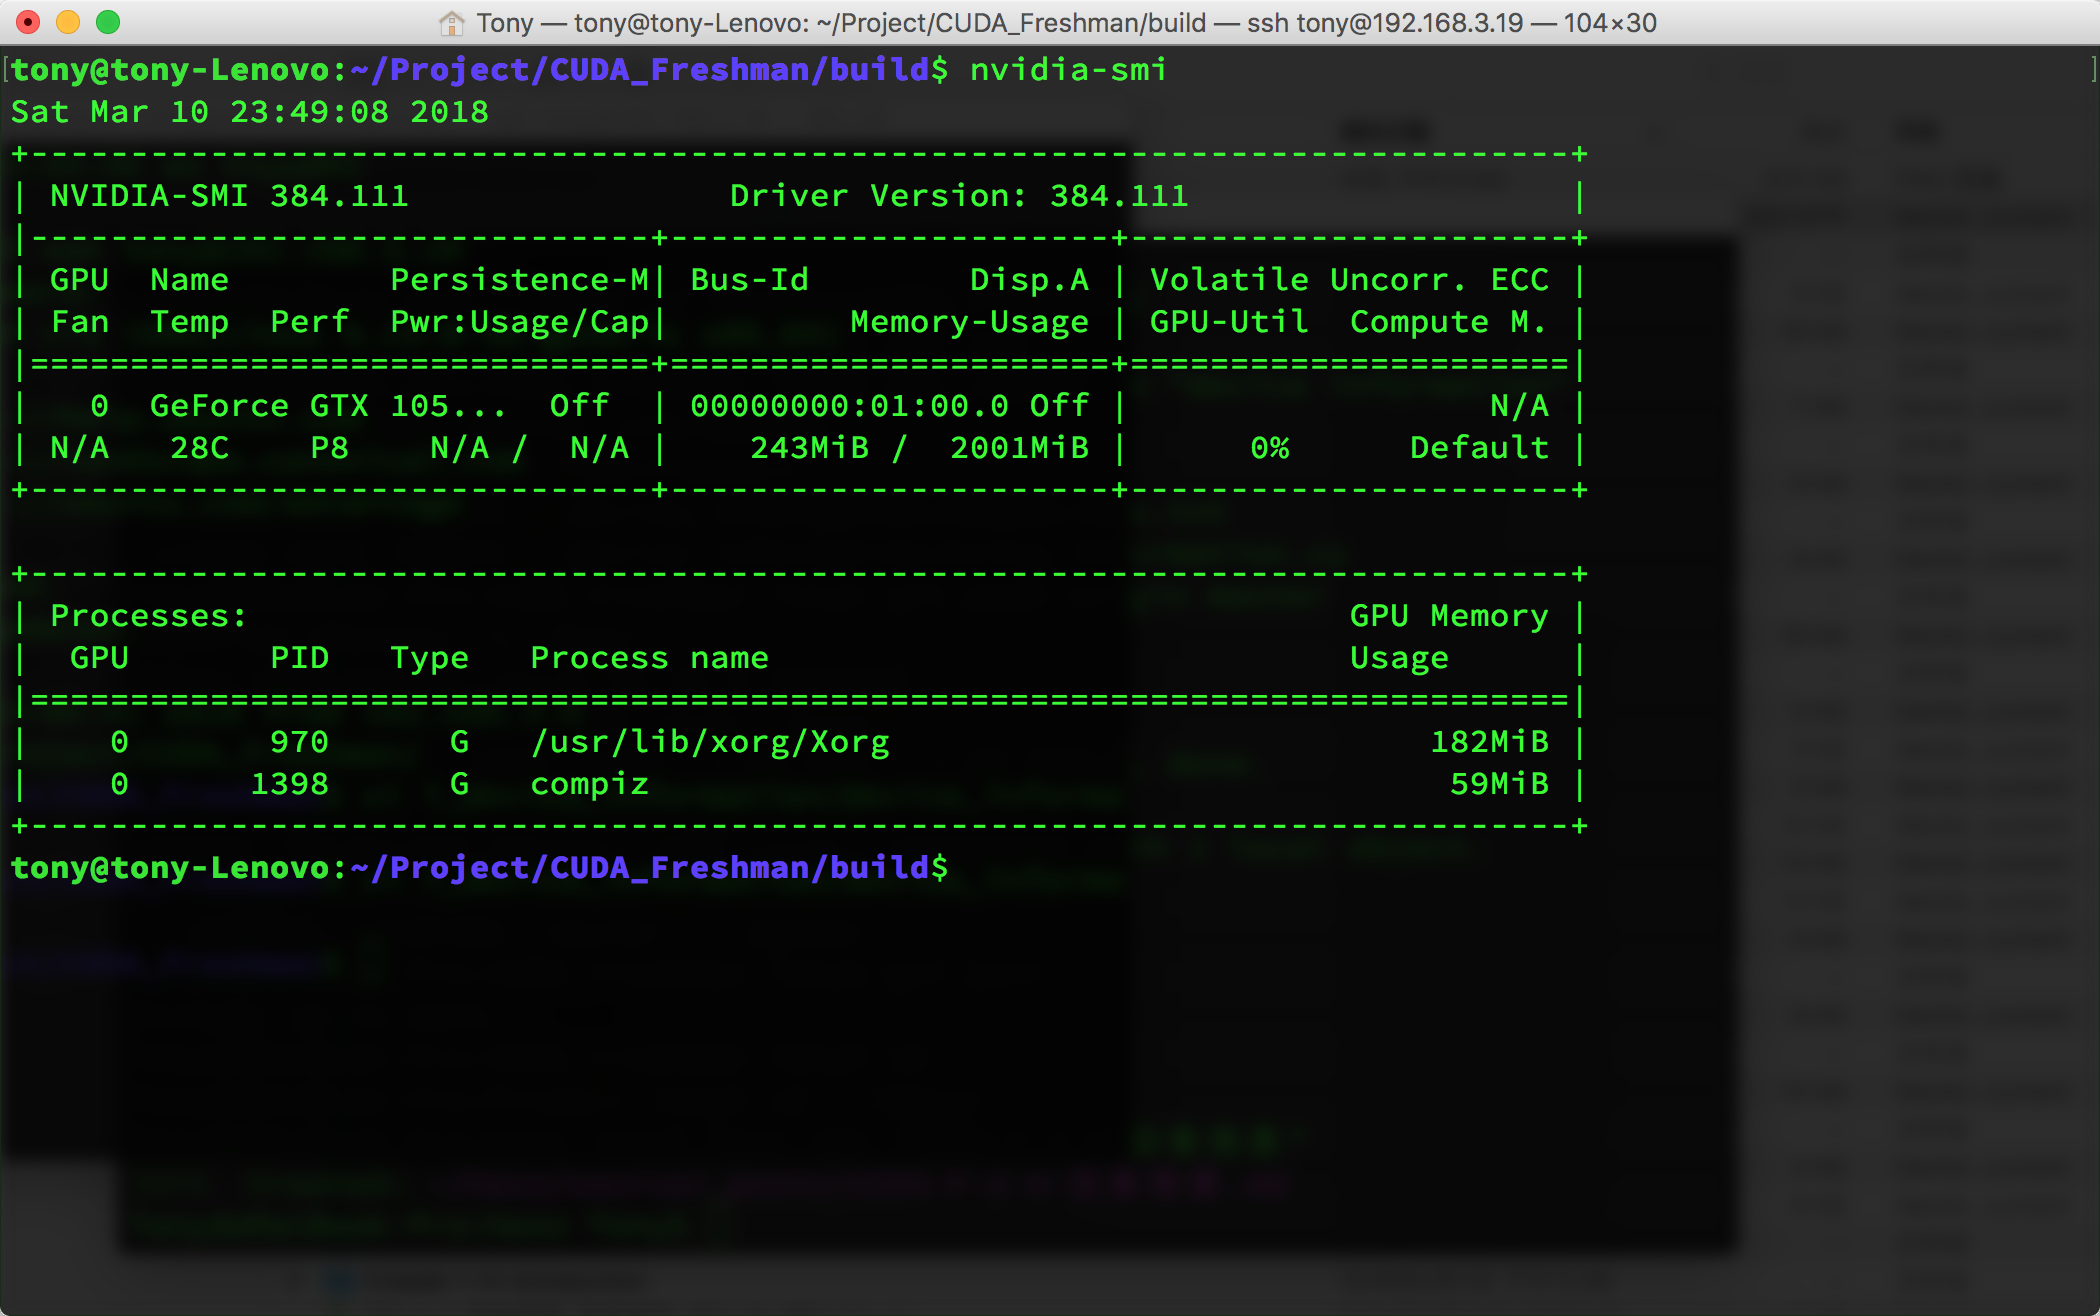 Tony — tony@tony-Lenovo: ~/Project/CUDA_Freshman/build — ssh tony@192.168.3.19 — 104×30
[tony@tony-Lenovo:~/Project/CUDA_Freshman/build$ nvidia-smi ]
Sat Mar 10 23:49:08 2018
+-----------------------------------------------------------------------------+
| NVIDIA-SMI 384.111                Driver Version: 384.111                   |
|-------------------------------+----------------------+----------------------+
| GPU  Name        Persistence-M| Bus-Id        Disp.A | Volatile Uncorr. ECC |
| Fan  Temp  Perf  Pwr:Usage/Cap|         Memory-Usage | GPU-Util  Compute M. |
|===============================+======================+======================|
|   0  GeForce GTX 105...  Off  | 00000000:01:00.0 Off |                  N/A |
| N/A   28C    P8    N/A /  N/A |    243MiB /  2001MiB |      0%      Default |
+-------------------------------+----------------------+----------------------+
+-----------------------------------------------------------------------------+
| Processes:                                                       GPU Memory |
|  GPU       PID   Type   Process name                             Usage      |
|=============================================================================|
|    0       970      G   /usr/lib/xorg/Xorg                           182MiB |
|    0      1398      G   compiz                                        59MiB |
+-----------------------------------------------------------------------------+
tony@tony-Lenovo:~/Project/CUDA_Freshman/build$